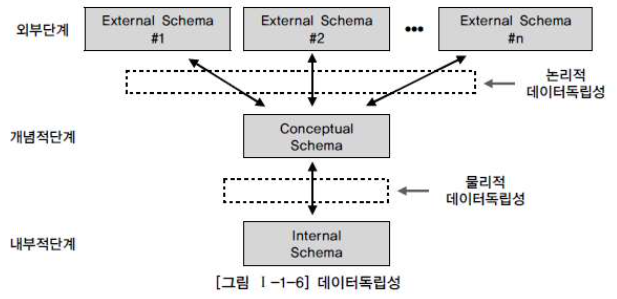 외부단계
External Schema
#1
External Schema
#2
•••
External Schema
#n
논리적
데이터독립성
개념적단계
Conceptual
Schema
물리적
데이터독립성
내부적단계
Internal
Schema
[그림 Ⅰ-1-6] 데이터독립성